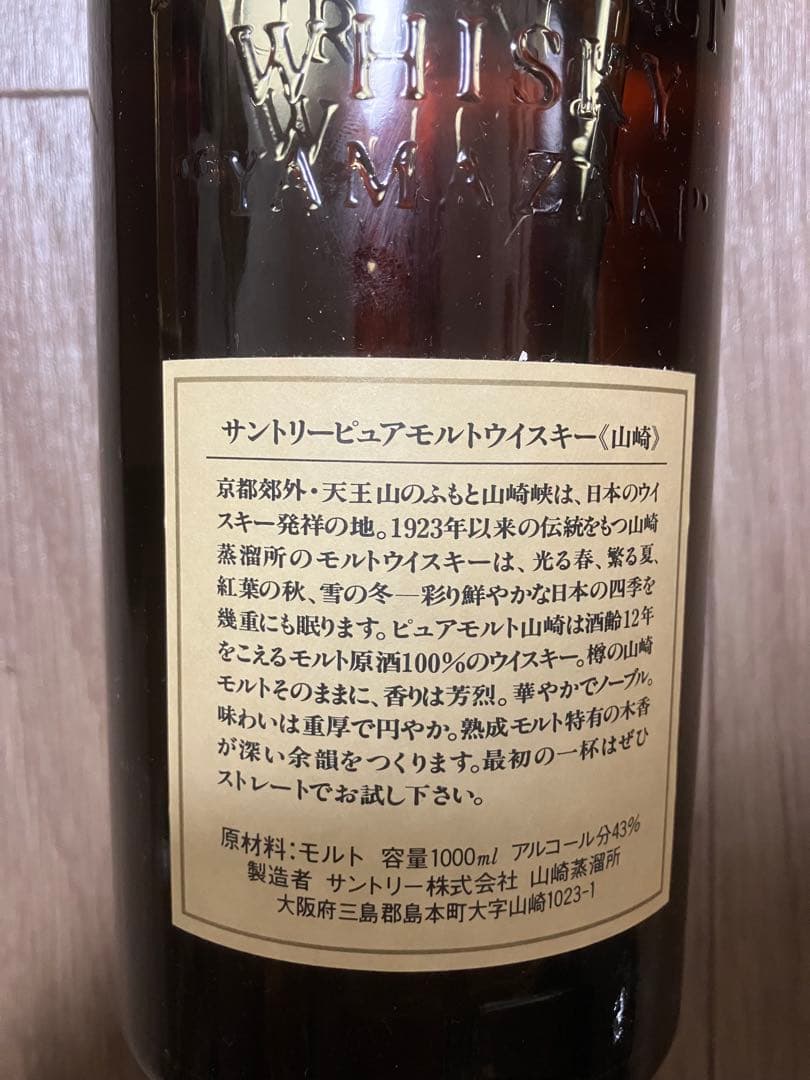 WHISKY
"YAMAZAKI"
サントリーピュアモルトウイスキー《山崎》
京都郊外・天王山のふもと山崎峡は、日本のウイ
スキー発祥の地。1923年以来の伝統をもつ山崎
蒸溜所のモルトウイスキーは、光る春、繁る夏、
紅葉の秋、雪の冬—彩り鮮やかな日本の四季を
幾重にも眠ります。ピュアモルト山崎は酒齢12年
をこえるモルト原酒100%のウイスキー。樽の山崎
モルトそのままに、香りは芳烈。華やかでノーブル。
味わいは重厚で円やか。熟成モルト特有の木香
が深い余韻をつくります。最初の一杯はぜひ
ストレートでお試し下さい。
原材料:モルト 容量1000ml アルコール分43%
製造者 サントリー株式会社 山崎蒸溜所
大阪府三島郡島本町大字山崎1023-1